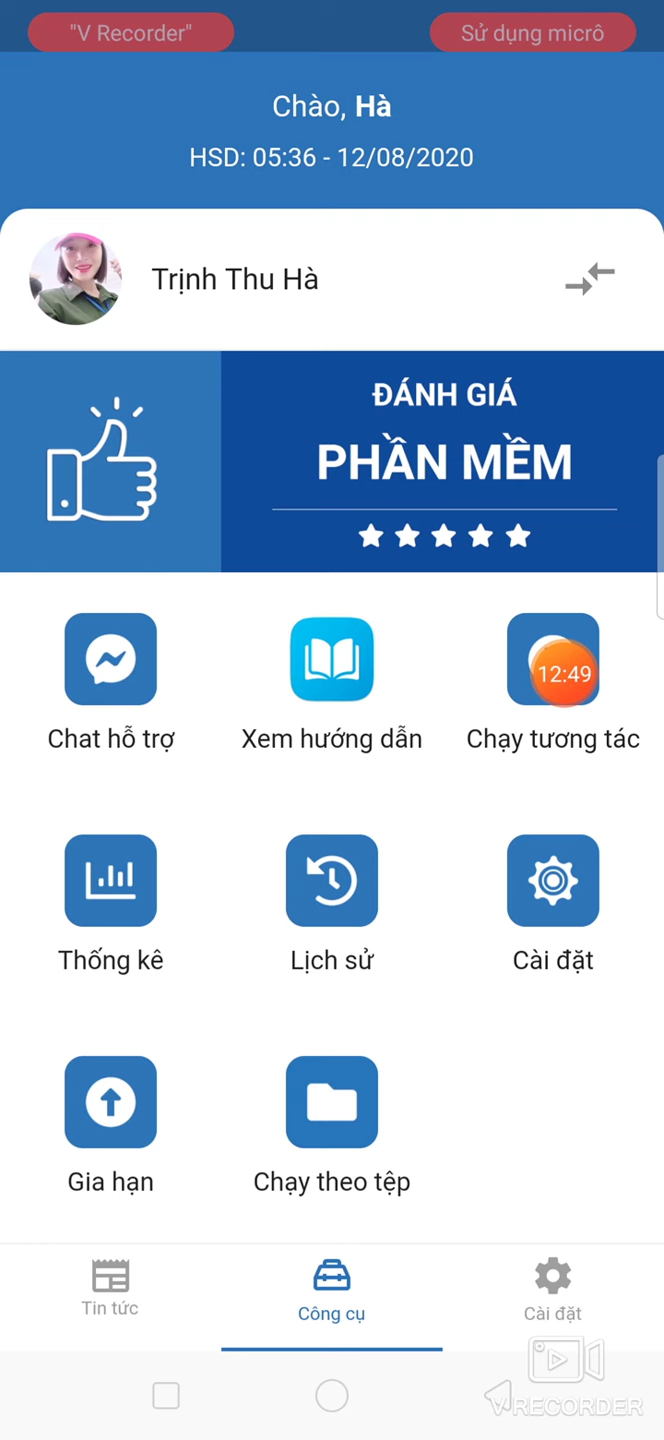 "V Recorder"
Sử dụng micrô
Chào, Hà
HSD: 05:36 - 12/08/2020
Trịnh Thu Hà
ĐÁNH GIÁ
PHẦN MỀM
12:49
Chat hỗ trợ
Xem hướng dẫn
Chạy tương tác
Thống kê
Lịch sử
Cài đặt
Gia hạn
Chạy theo tệp
Tin tức
Công cụ
Cài đặt
V RECORDER